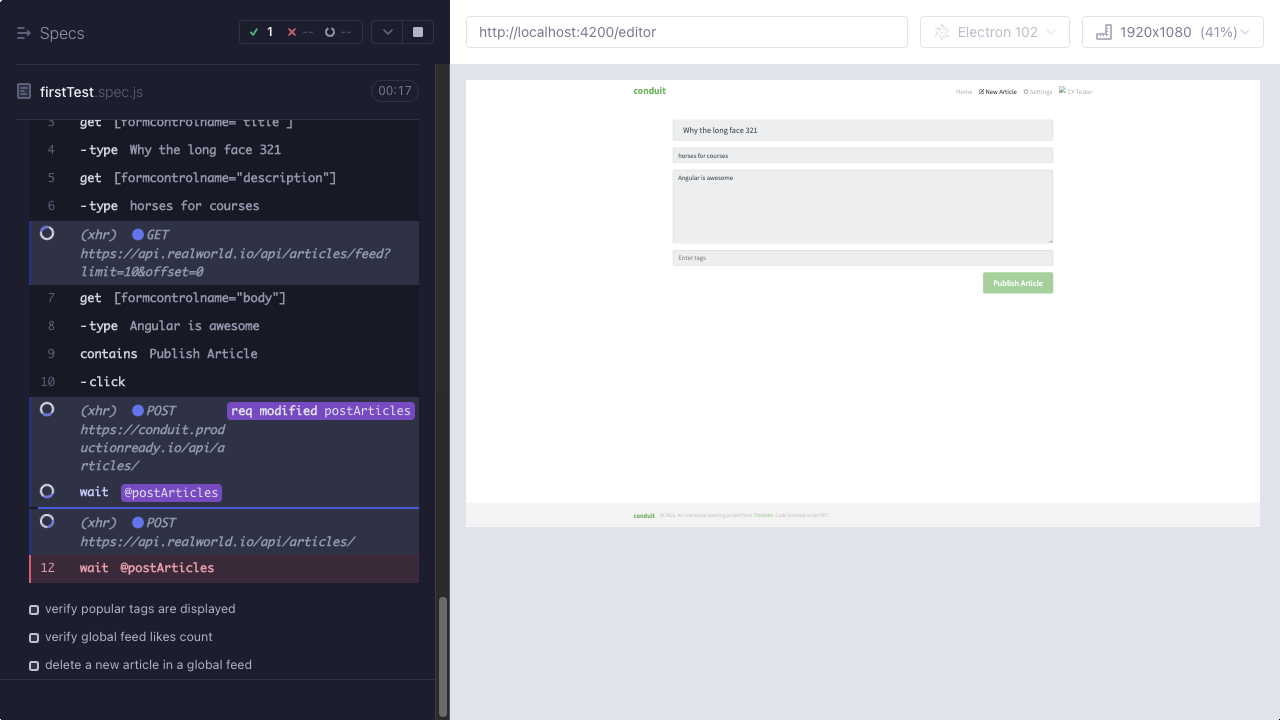 Specs
1
--
--
http://localhost:4200/editor
Electron 102
1920x1080 (41%)
firstTest.spec.js
00:17
3 get [formcontrolname="title"]
4 -type Why the long face 321
5 get [formcontrolname="description"]
6 -type horses for courses
(xhr) GET
https://api.realworld.io/api/articles/feed?
limit=10&offset=0
7 get [formcontrolname="body"]
8 -type Angular is awesome
9 contains Publish Article
10 -click
(xhr) POST req modified postArticles
https://conduit.prod
uctionready.io/api/a
rticles/
wait @postArticles
(xhr) POST
https://api.realworld.io/api/articles/
12 wait @postArticles
verify popular tags are displayed
verify global feed likes count
delete a new article in a global feed
conduit
Home New Article Settings CY Tester
Why the long face 321
horses for courses
Angular is awesome
Enter tags
Publish Article
conduit © 2022. An interactive learning project from Thinkster. Code licensed under MIT.